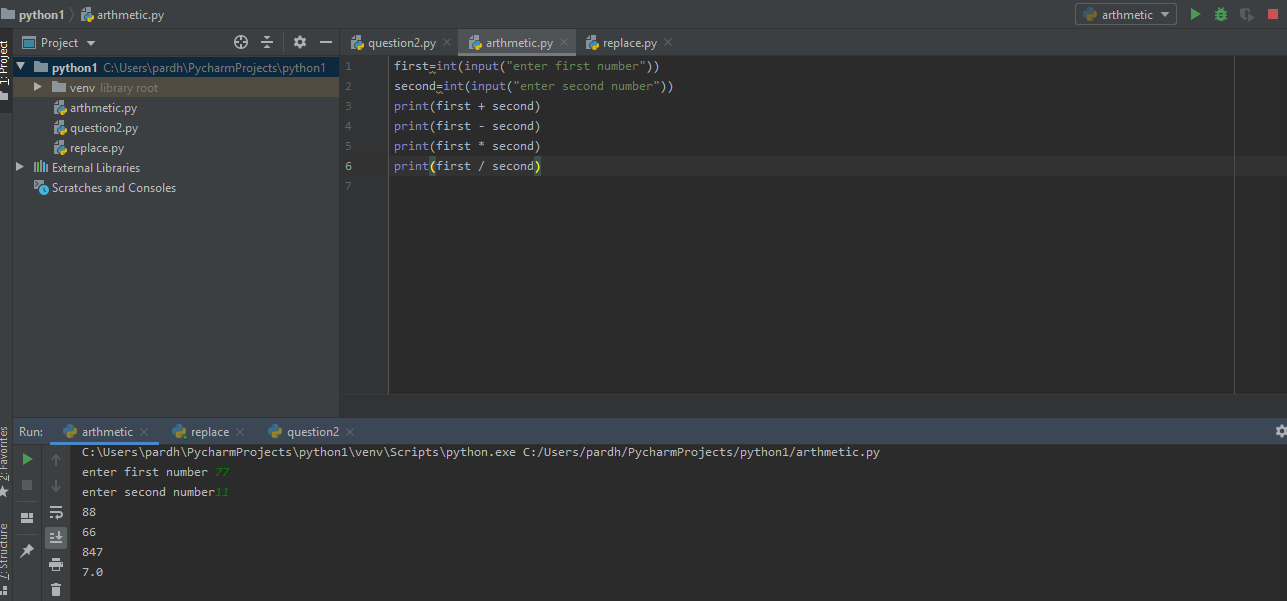 python1 arthmetic.py arthmetic
Project
1: Project
question2.py arthmetic.py replace.py
python1 C:\Users\pardh\PycharmProjects\python1
venv library root
arthmetic.py
question2.py
replace.py
External Libraries
Scratches and Consoles
1 first=int(input("enter first number"))
2 second=int(input("enter second number"))
3 print(first + second)
4 print(first - second)
5 print(first * second)
6 print(first / second)
7
Run: arthmetic replace question2
2: Favorites
7: Structure
C:\Users\pardh\PycharmProjects\python1\venv\Scripts\python.exe C:/Users/pardh/PycharmProjects/python1/arthmetic.py
enter first number 77
enter second number11
88
66
847
7.0